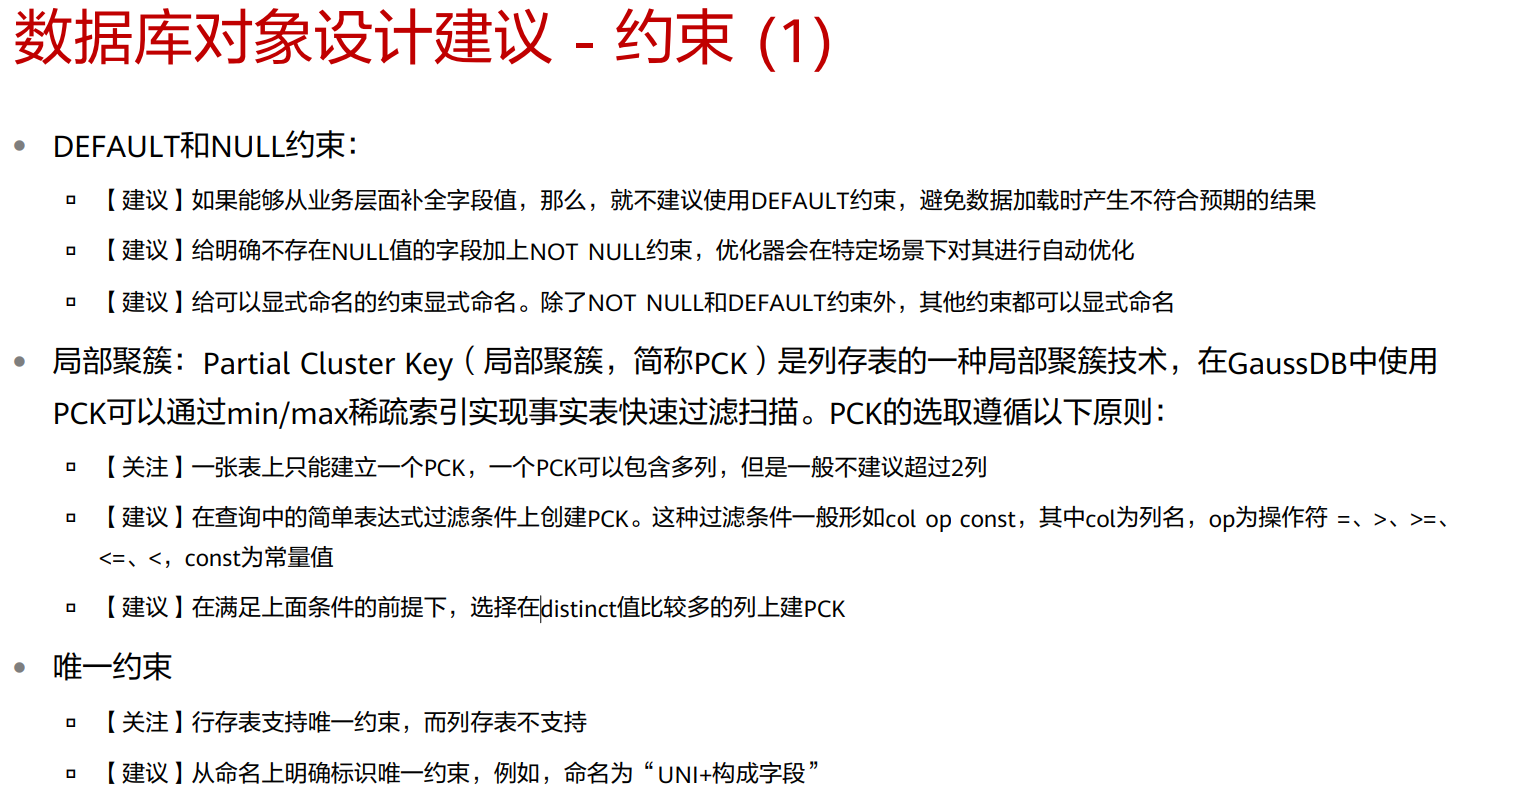 数据库对象设计建议 - 约束 (1)
• DEFAULT和NULL约束：
▫ 【建议】如果能够从业务层面补全字段值，那么，就不建议使用DEFAULT约束，避免数据加载时产生不符合预期的结果
▫ 【建议】给明确不存在NULL值的字段加上NOT NULL约束，优化器会在特定场景下对其进行自动优化
▫ 【建议】给可以显式命名的约束显式命名。除了NOT NULL和DEFAULT约束外，其他约束都可以显式命名
• 局部聚簇：Partial Cluster Key（局部聚簇，简称PCK）是列存表的一种局部聚簇技术，在GaussDB中使用
PCK可以通过min/max稀疏索引实现事实表快速过滤扫描。PCK的选取遵循以下原则：
▫ 【关注】一张表上只能建立一个PCK，一个PCK可以包含多列，但是一般不建议超过2列
▫ 【建议】在查询中的简单表达式过滤条件上创建PCK。这种过滤条件一般形如col op const，其中col为列名，op为操作符 =、>、>=、
<=、<，const为常量值
▫ 【建议】在满足上面条件的前提下，选择在distinct值比较多的列上建PCK
• 唯一约束
▫ 【关注】行存表支持唯一约束，而列存表不支持
▫ 【建议】从命名上明确标识唯一约束，例如，命名为“UNI+构成字段”